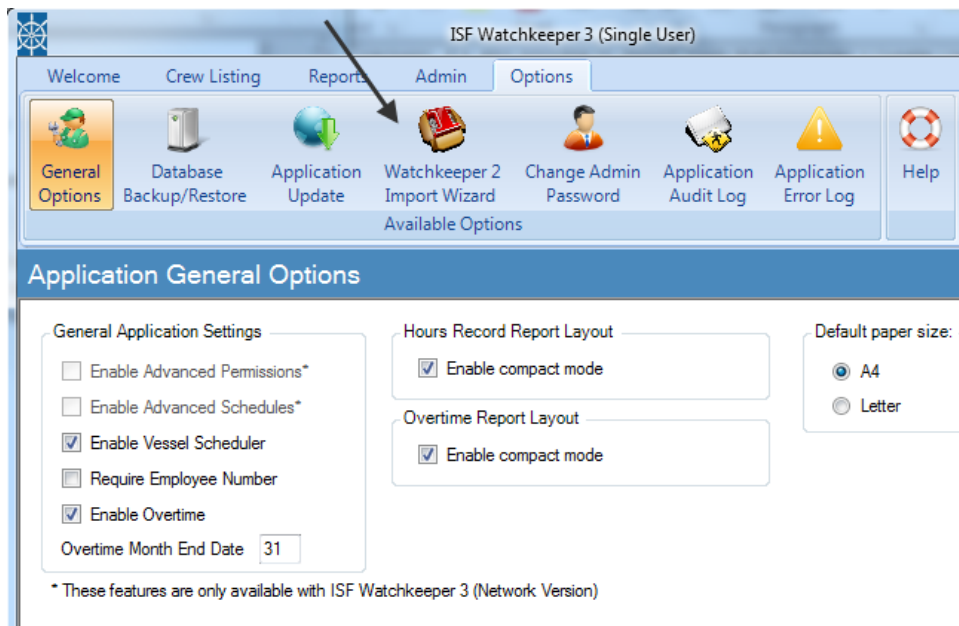 ISF Watchkeeper 3 (Single User)
Welcome Crew Listing Reports Admin Options
General Options
Database Backup/Restore
Application Update
Watchkeeper 2 Import Wizard
Change Admin Password
Application Audit Log
Application Error Log
Help
Available Options
Application General Options
General Application Settings
Enable Advanced Permissions*
Enable Advanced Schedules*
Enable Vessel Scheduler
Require Employee Number
Enable Overtime
Overtime Month End Date 31
Hours Record Report Layout
Enable compact mode
Overtime Report Layout
Enable compact mode
Default paper size:
A4
Letter
* These features are only available with ISF Watchkeeper 3 (Network Version)